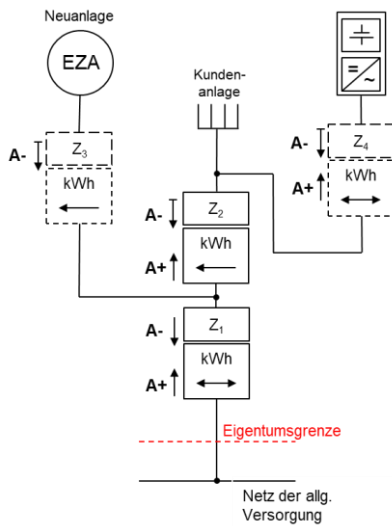 Neuanlage
EZA
Kunden-
anlage
=
~
A-
Z3
kWh
A-
Z4
A+
kWh
A-
Z2
A+
kWh
A-
Z1
A+
kWh
Eigentumsgrenze
Netz der allg.
Versorgung